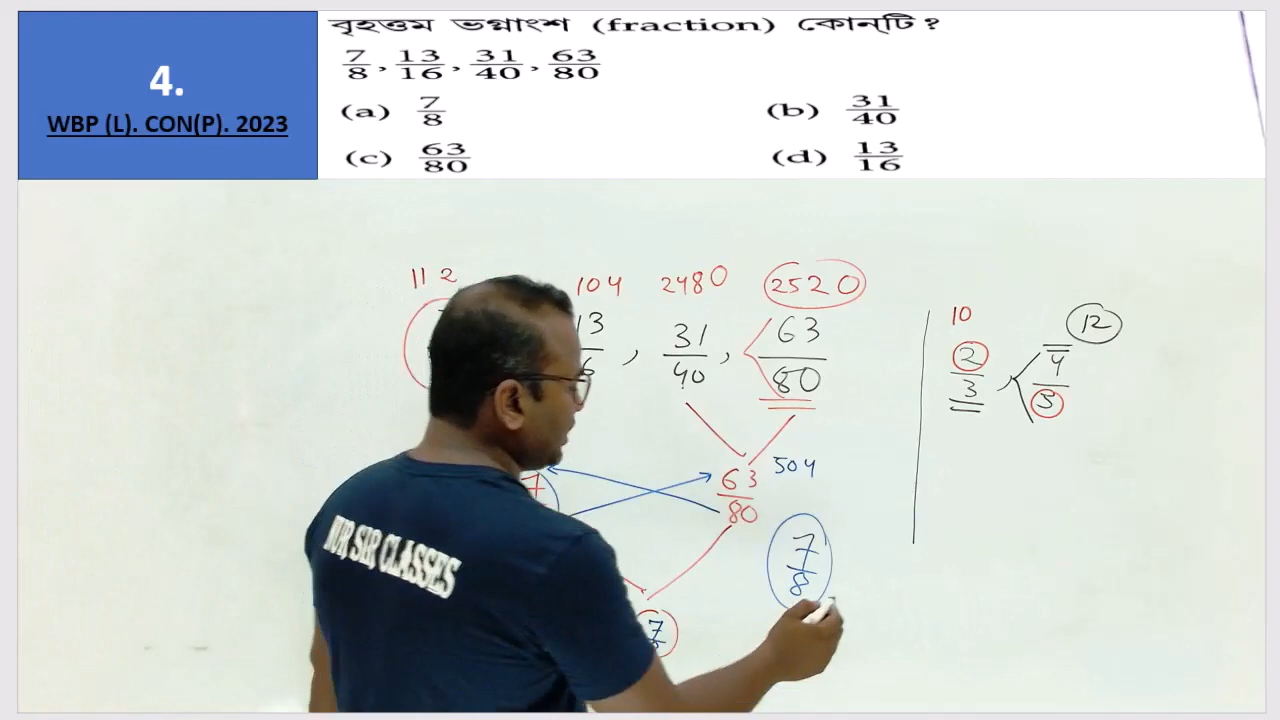 বৃহত্তম ভগ্নাংশ (fraction) কোন্‌টি ?
7/8, 13/16, 31/40, 63/80
4.
WBP (L). CON(P). 2023
(a) 7/8 (b) 31/40
(c) 63/80 (d) 13/16
112 104 2480 2520
31/40, 63/80
10 12
2/3, 4/5
63/80 504
7
7/8
7
NUR SIR CLASSES